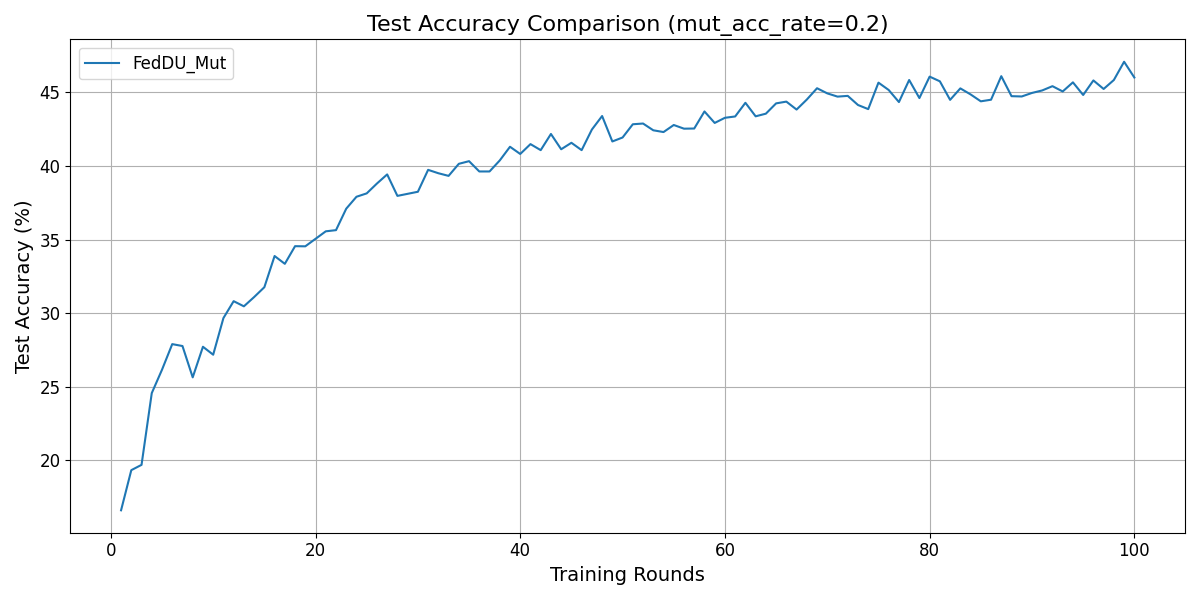 Test Accuracy Comparison (mut_acc_rate=0.2)
FedDU_Mut
Test Accuracy (%)
45
40
35
30
25
20
0 20 40 60 80 100
Training Rounds